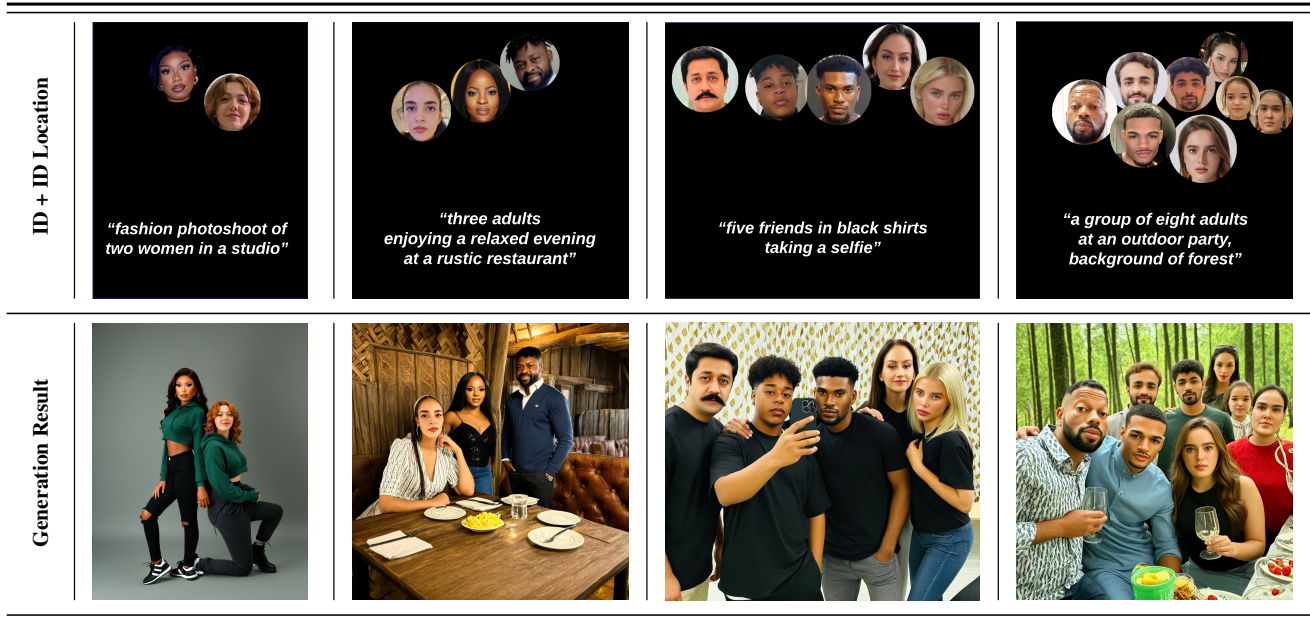 ID + ID Location
“fashion photoshoot of
two women in a studio”
“three adults
enjoying a relaxed evening
at a rustic restaurant”
“five friends in black shirts
taking a selfie”
“a group of eight adults
at an outdoor party,
background of forest”
Generation Result